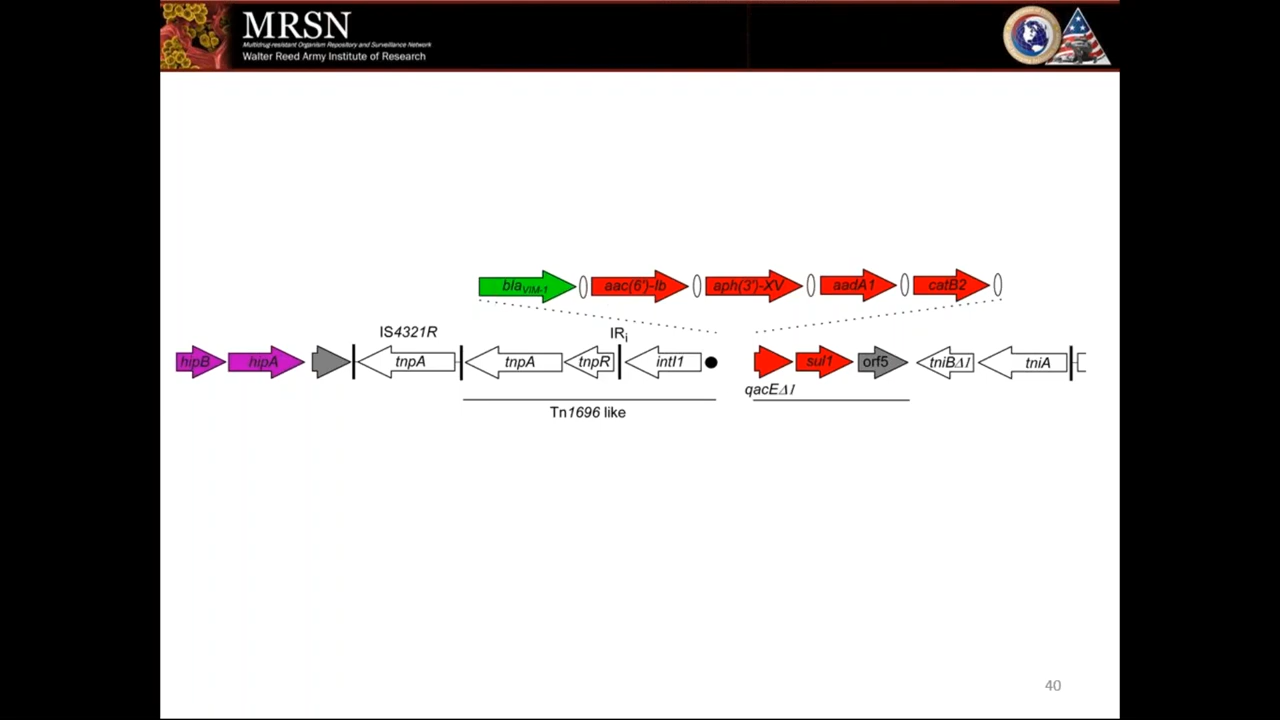 MRSN
Multidrug-resistant Organism Repository and Surveillance Network
Walter Reed Army Institute of Research
blaVIM-1 aac(6')-Ib aph(3')-XV aadA1 catB2
IS4321R IRi
hipB hipA tnpA tnpA tnpR intI1 sul1 orf5 tniBΔ1 tniA
qacEΔ1
Tn1696 like
40